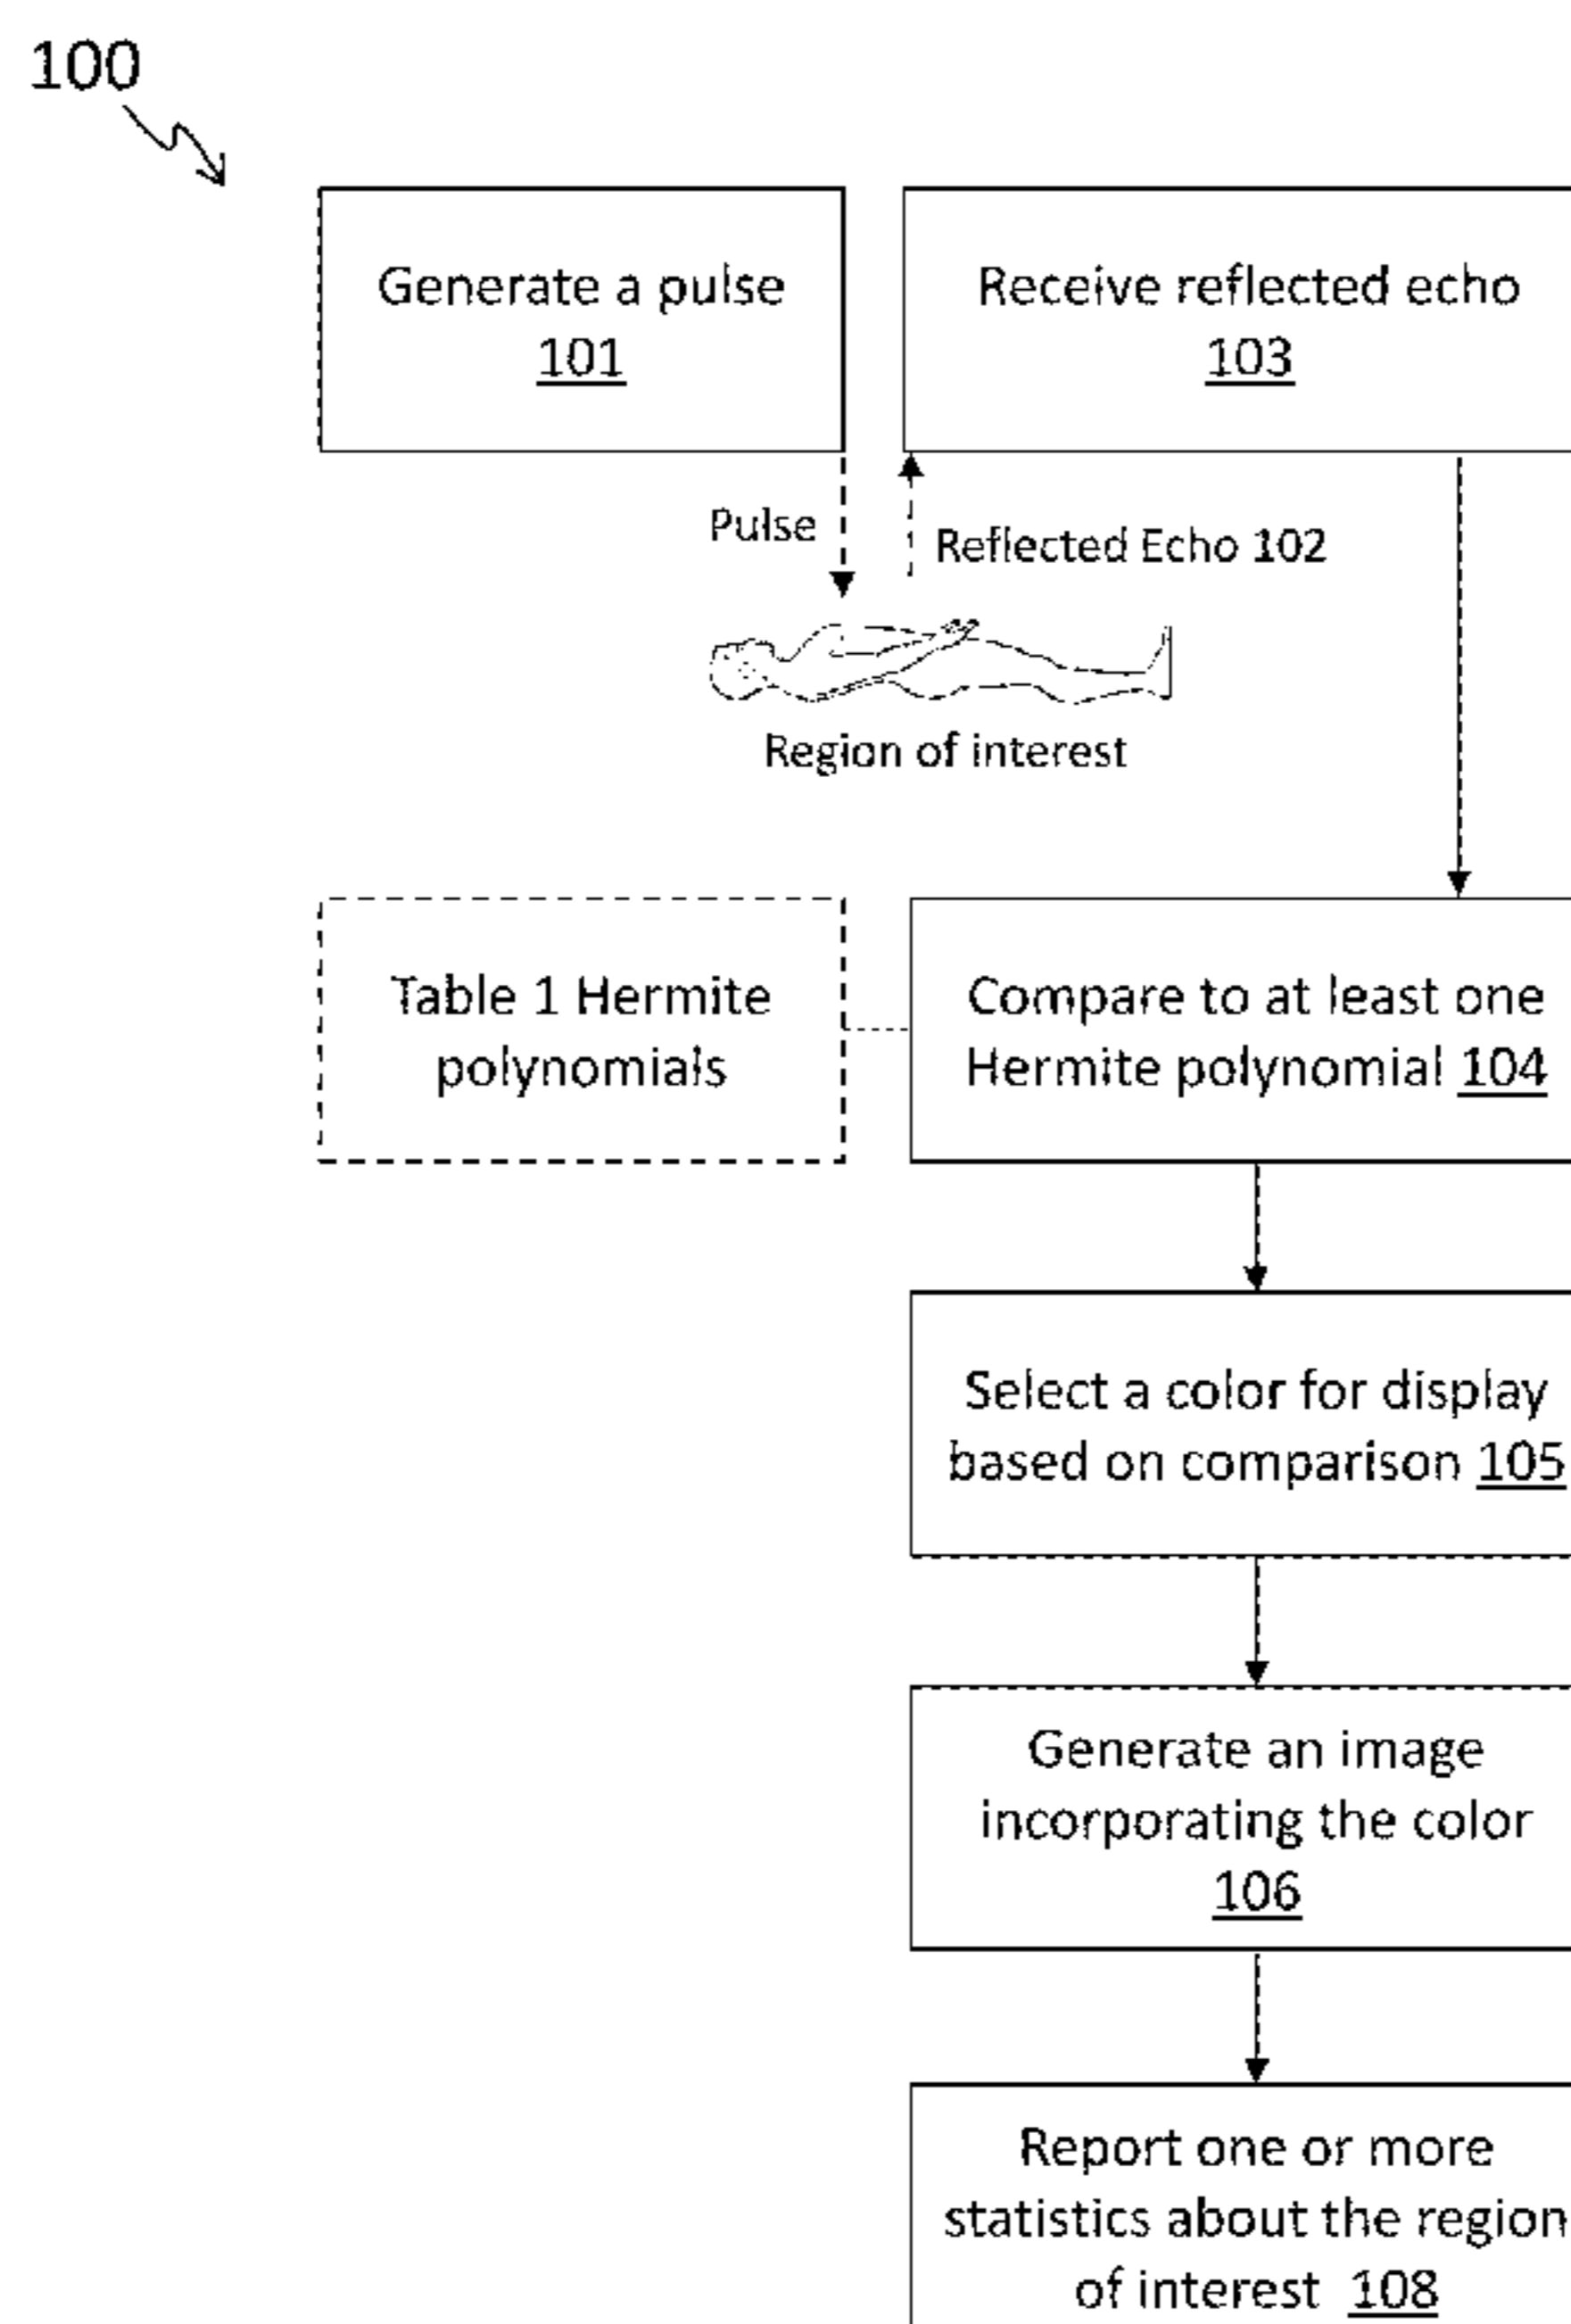 100
Generate a pulse
101
Receive reflected echo
103
Pulse
Reflected Echo 102
Region of interest
Table 1 Hermite
polynomials
Compare to at least one
Hermite polynomial 104
Select a color for display
based on comparison 105
Generate an image
incorporating the color
106
Report one or more
statistics about the region
of interest 108